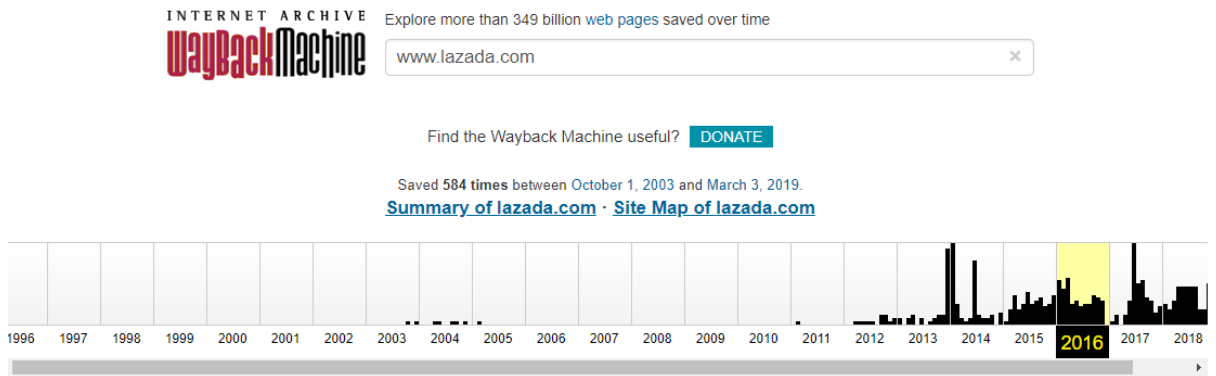 INTERNET ARCHIVE
WayBackMachine
Explore more than 349 billion web pages saved over time
www.lazada.com ×
Find the Wayback Machine useful? DONATE
Saved 584 times between October 1, 2003 and March 3, 2019.
Summary of lazada.com · Site Map of lazada.com
1996 1997 1998 1999 2000 2001 2002 2003 2004 2005 2006 2007 2008 2009 2010 2011 2012 2013 2014 2015 2016 2017 2018